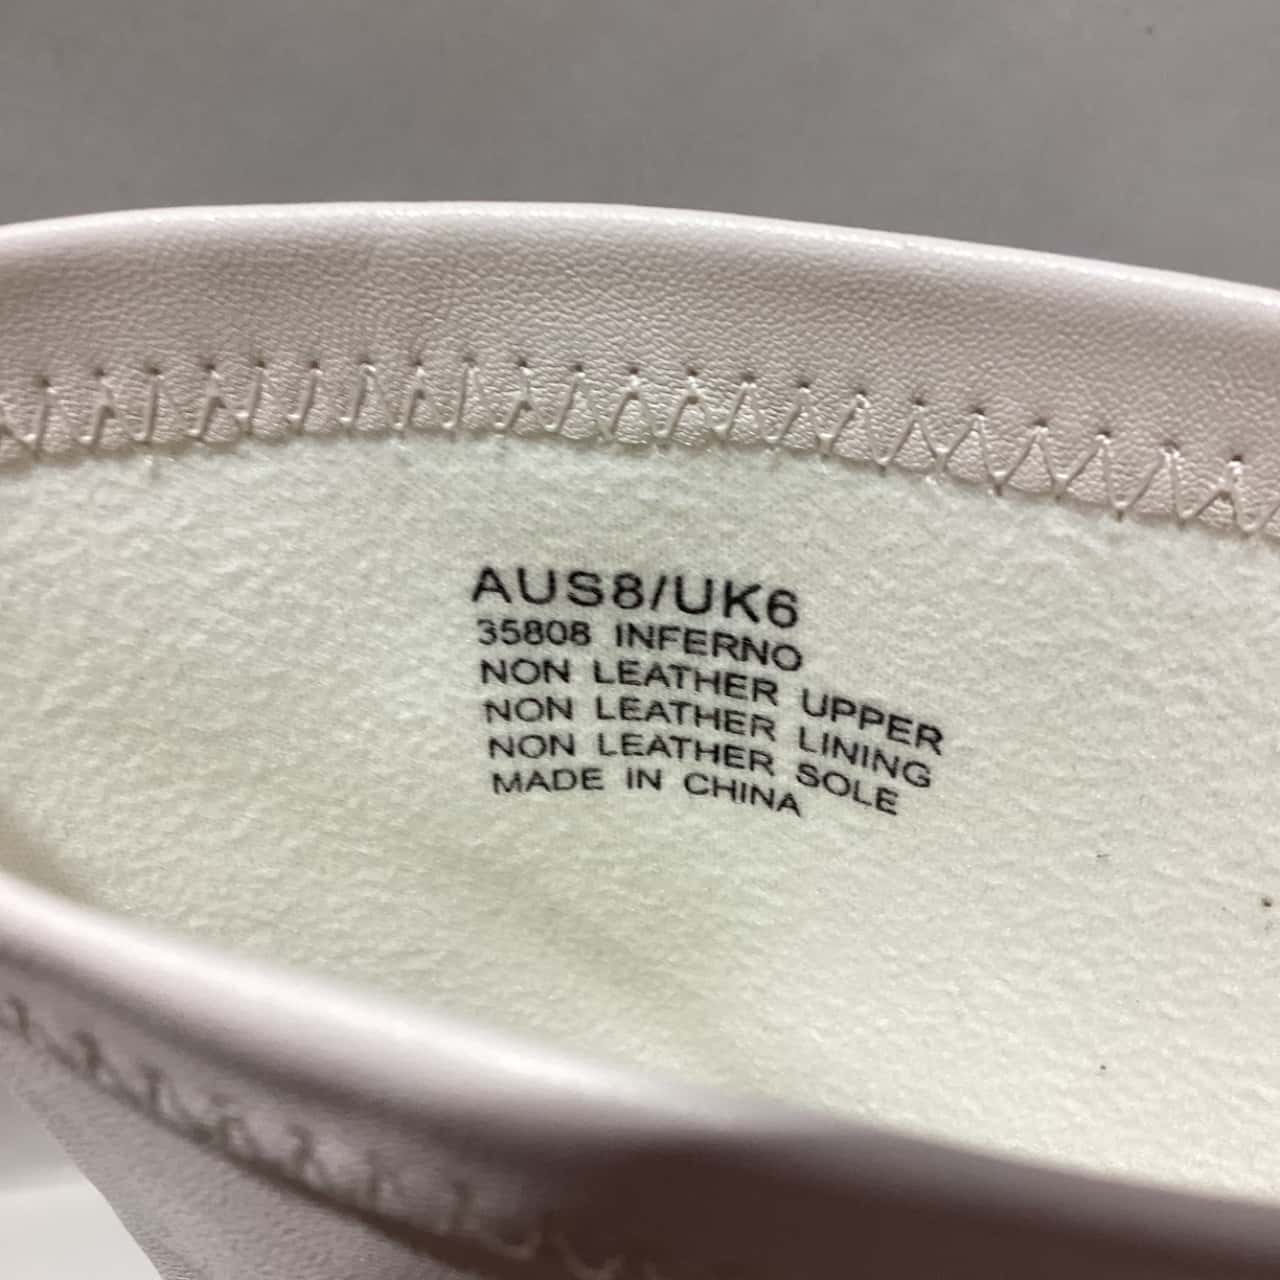 AUS8/UK6
35808 INFERNO
NON LEATHER UPPER
NON LEATHER LINING
NON LEATHER SOLE
MADE IN CHINA